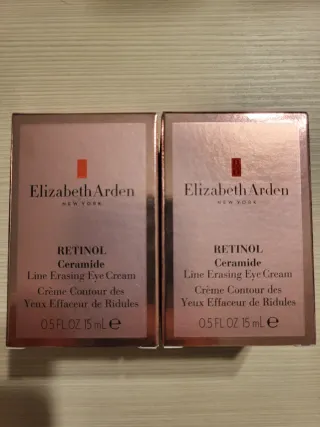 Elizabeth Arden
NEW YORK
RETINOL
Ceramide
Line Erasing Eye Cream
Crème Contour des
Yeux Effaceur de Ridules
0.5 FL OZ 15 mL ℮
Elizabeth Arden
NEW YORK
RETINOL
Ceramide
Line Erasing Eye Cream
Crème Contour des
Yeux Effaceur de Ridules
0.5 FL OZ 15 mL ℮